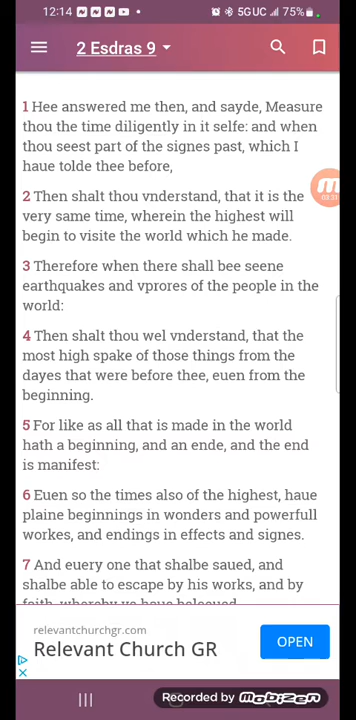 12:14
5GUC 75%
2 Esdras 9
1 Hee answered me then, and sayde, Measure
thou the time diligently in it selfe: and when
thou seest part of the signes past, which I
haue tolde thee before,
03:37
2 Then shalt thou vnderstand, that it is the
very same time, wherein the highest will
begin to visite the world which he made.
3 Therefore when there shall bee seene
earthquakes and vprores of the people in the
world:
4 Then shalt thou wel vnderstand, that the
most high spake of those things from the
dayes that were before thee, euen from the
beginning.
5 For like as all that is made in the world
hath a beginning, and an ende, and the end
is manifest:
6 Euen so the times also of the highest, haue
plaine beginnings in wonders and powerfull
workes, and endings in effects and signes.
7 And euery one that shalbe saued, and
shalbe able to escape by his works, and by
faith, whereby ye haue beleeued,
relevantchurchgr.com
Relevant Church GR
OPEN
Recorded by mobizen